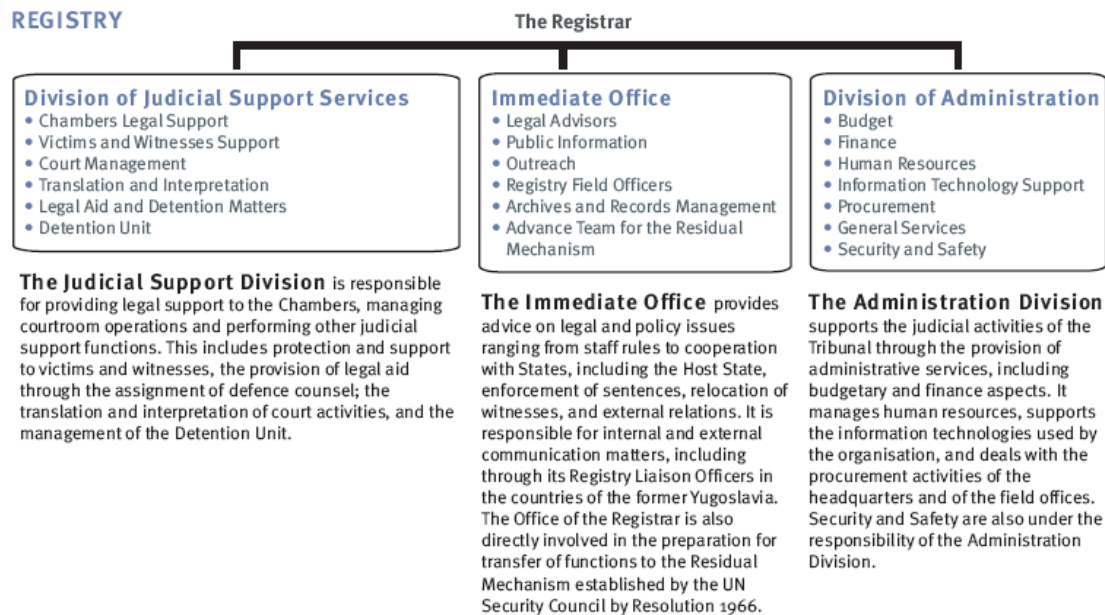 REGISTRY
The Registrar
Division of Judicial Support Services
• Chambers Legal Support
• Victims and Witnesses Support
• Court Management
• Translation and Interpretation
• Legal Aid and Detention Matters
• Detention Unit
The Judicial Support Division is responsible
for providing legal support to the Chambers, managing
courtroom operations and performing other judicial
support functions. This includes protection and support
to victims and witnesses, the provision of legal aid
through the assignment of defence counsel; the
translation and interpretation of court activities, and the
management of the Detention Unit.
Immediate Office
• Legal Advisors
• Public Information
• Outreach
• Registry Field Officers
• Archives and Records Management
• Advance Team for the Residual
Mechanism
The Immediate Office provides
advice on legal and policy issues
ranging from staff rules to cooperation
with States, including the Host State,
enforcement of sentences, relocation of
witnesses, and external relations. It is
responsible for internal and external
communication matters, including
through its Registry Liaison Officers in
the countries of the former Yugoslavia.
The Office of the Registrar is also
directly involved in the preparation for
transfer of functions to the Residual
Mechanism established by the UN
Security Council by Resolution 1966.
Division of Administration
• Budget
• Finance
• Human Resources
• Information Technology Support
• Procurement
• General Services
• Security and Safety
The Administration Division
supports the judicial activities of the
Tribunal through the provision of
administrative services, including
budgetary and finance aspects. It
manages human resources, supports
the information technologies used by
the organisation, and deals with the
procurement activities of the
headquarters and of the field offices.
Security and Safety are also under the
responsibility of the Administration
Division.